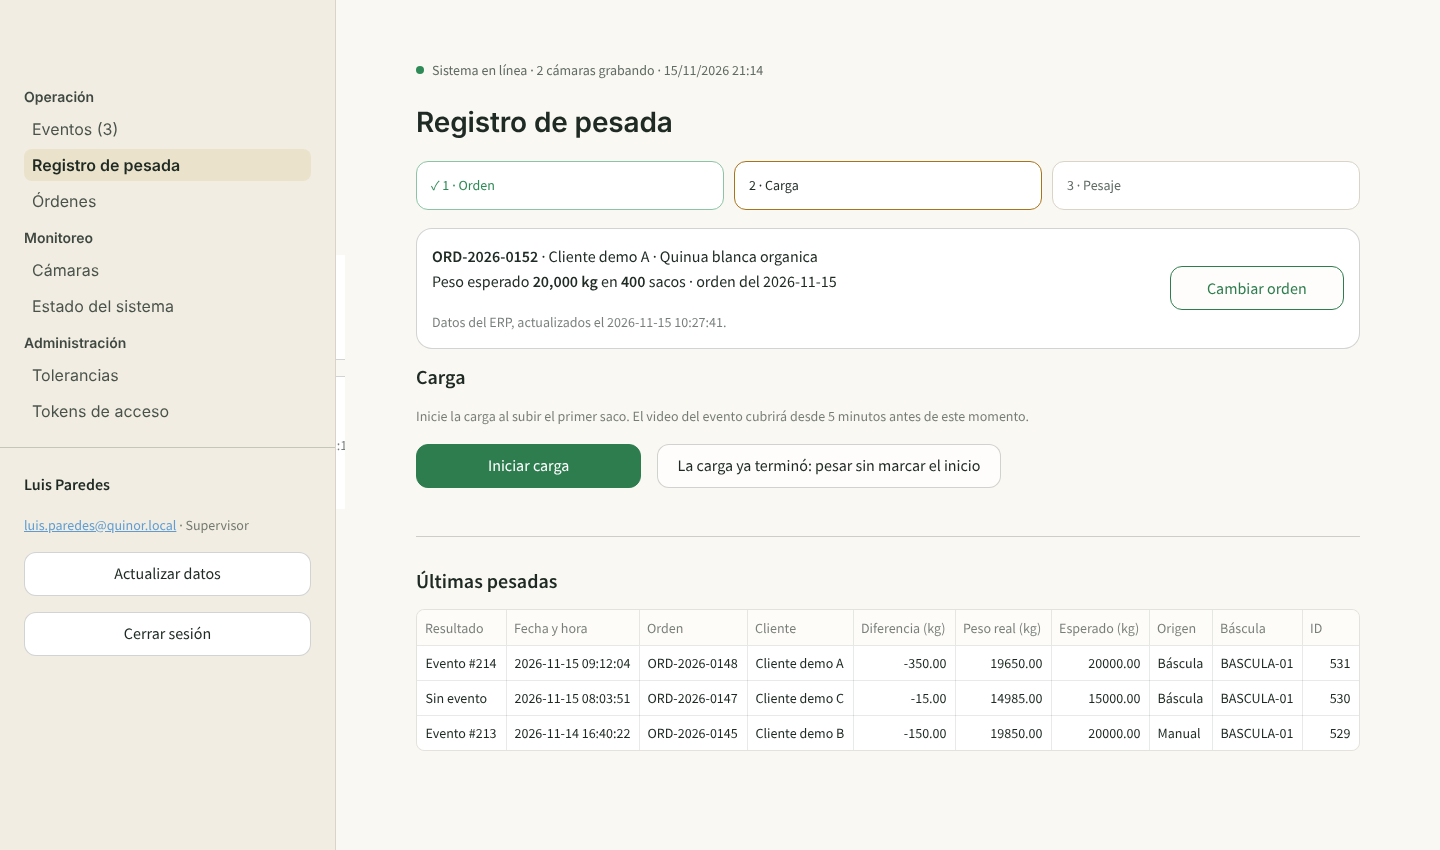 Operación
Eventos (3)
Registro de pesada
Órdenes
Monitoreo
Cámaras
Estado del sistema
Administración
Tolerancias
Tokens de acceso
Luis Paredes
luis.paredes@quinor.local · Supervisor
Actualizar datos
Cerrar sesión
Sistema en línea · 2 cámaras grabando · 15/11/2026 21:14
Registro de pesada
✓ 1 · Orden
2 · Carga
3 · Pesaje
ORD-2026-0152 · Cliente demo A · Quinua blanca organica
Peso esperado 20,000 kg en 400 sacos · orden del 2026-11-15
Datos del ERP, actualizados el 2026-11-15 10:27:41.
Cambiar orden
Carga
Inicie la carga al subir el primer saco. El video del evento cubrirá desde 5 minutos antes de este momento.
Iniciar carga
La carga ya terminó: pesar sin marcar el inicio
Últimas pesadas
Resultado Fecha y hora Orden Cliente Diferencia (kg) Peso real (kg) Esperado (kg) Origen Báscula ID
Evento #214 2026-11-15 09:12:04 ORD-2026-0148 Cliente demo A -350.00 19650.00 20000.00 Báscula BASCULA-01 531
Sin evento 2026-11-15 08:03:51 ORD-2026-0147 Cliente demo C -15.00 14985.00 15000.00 Báscula BASCULA-01 530
Evento #213 2026-11-14 16:40:22 ORD-2026-0145 Cliente demo B -150.00 19850.00 20000.00 Manual BASCULA-01 529